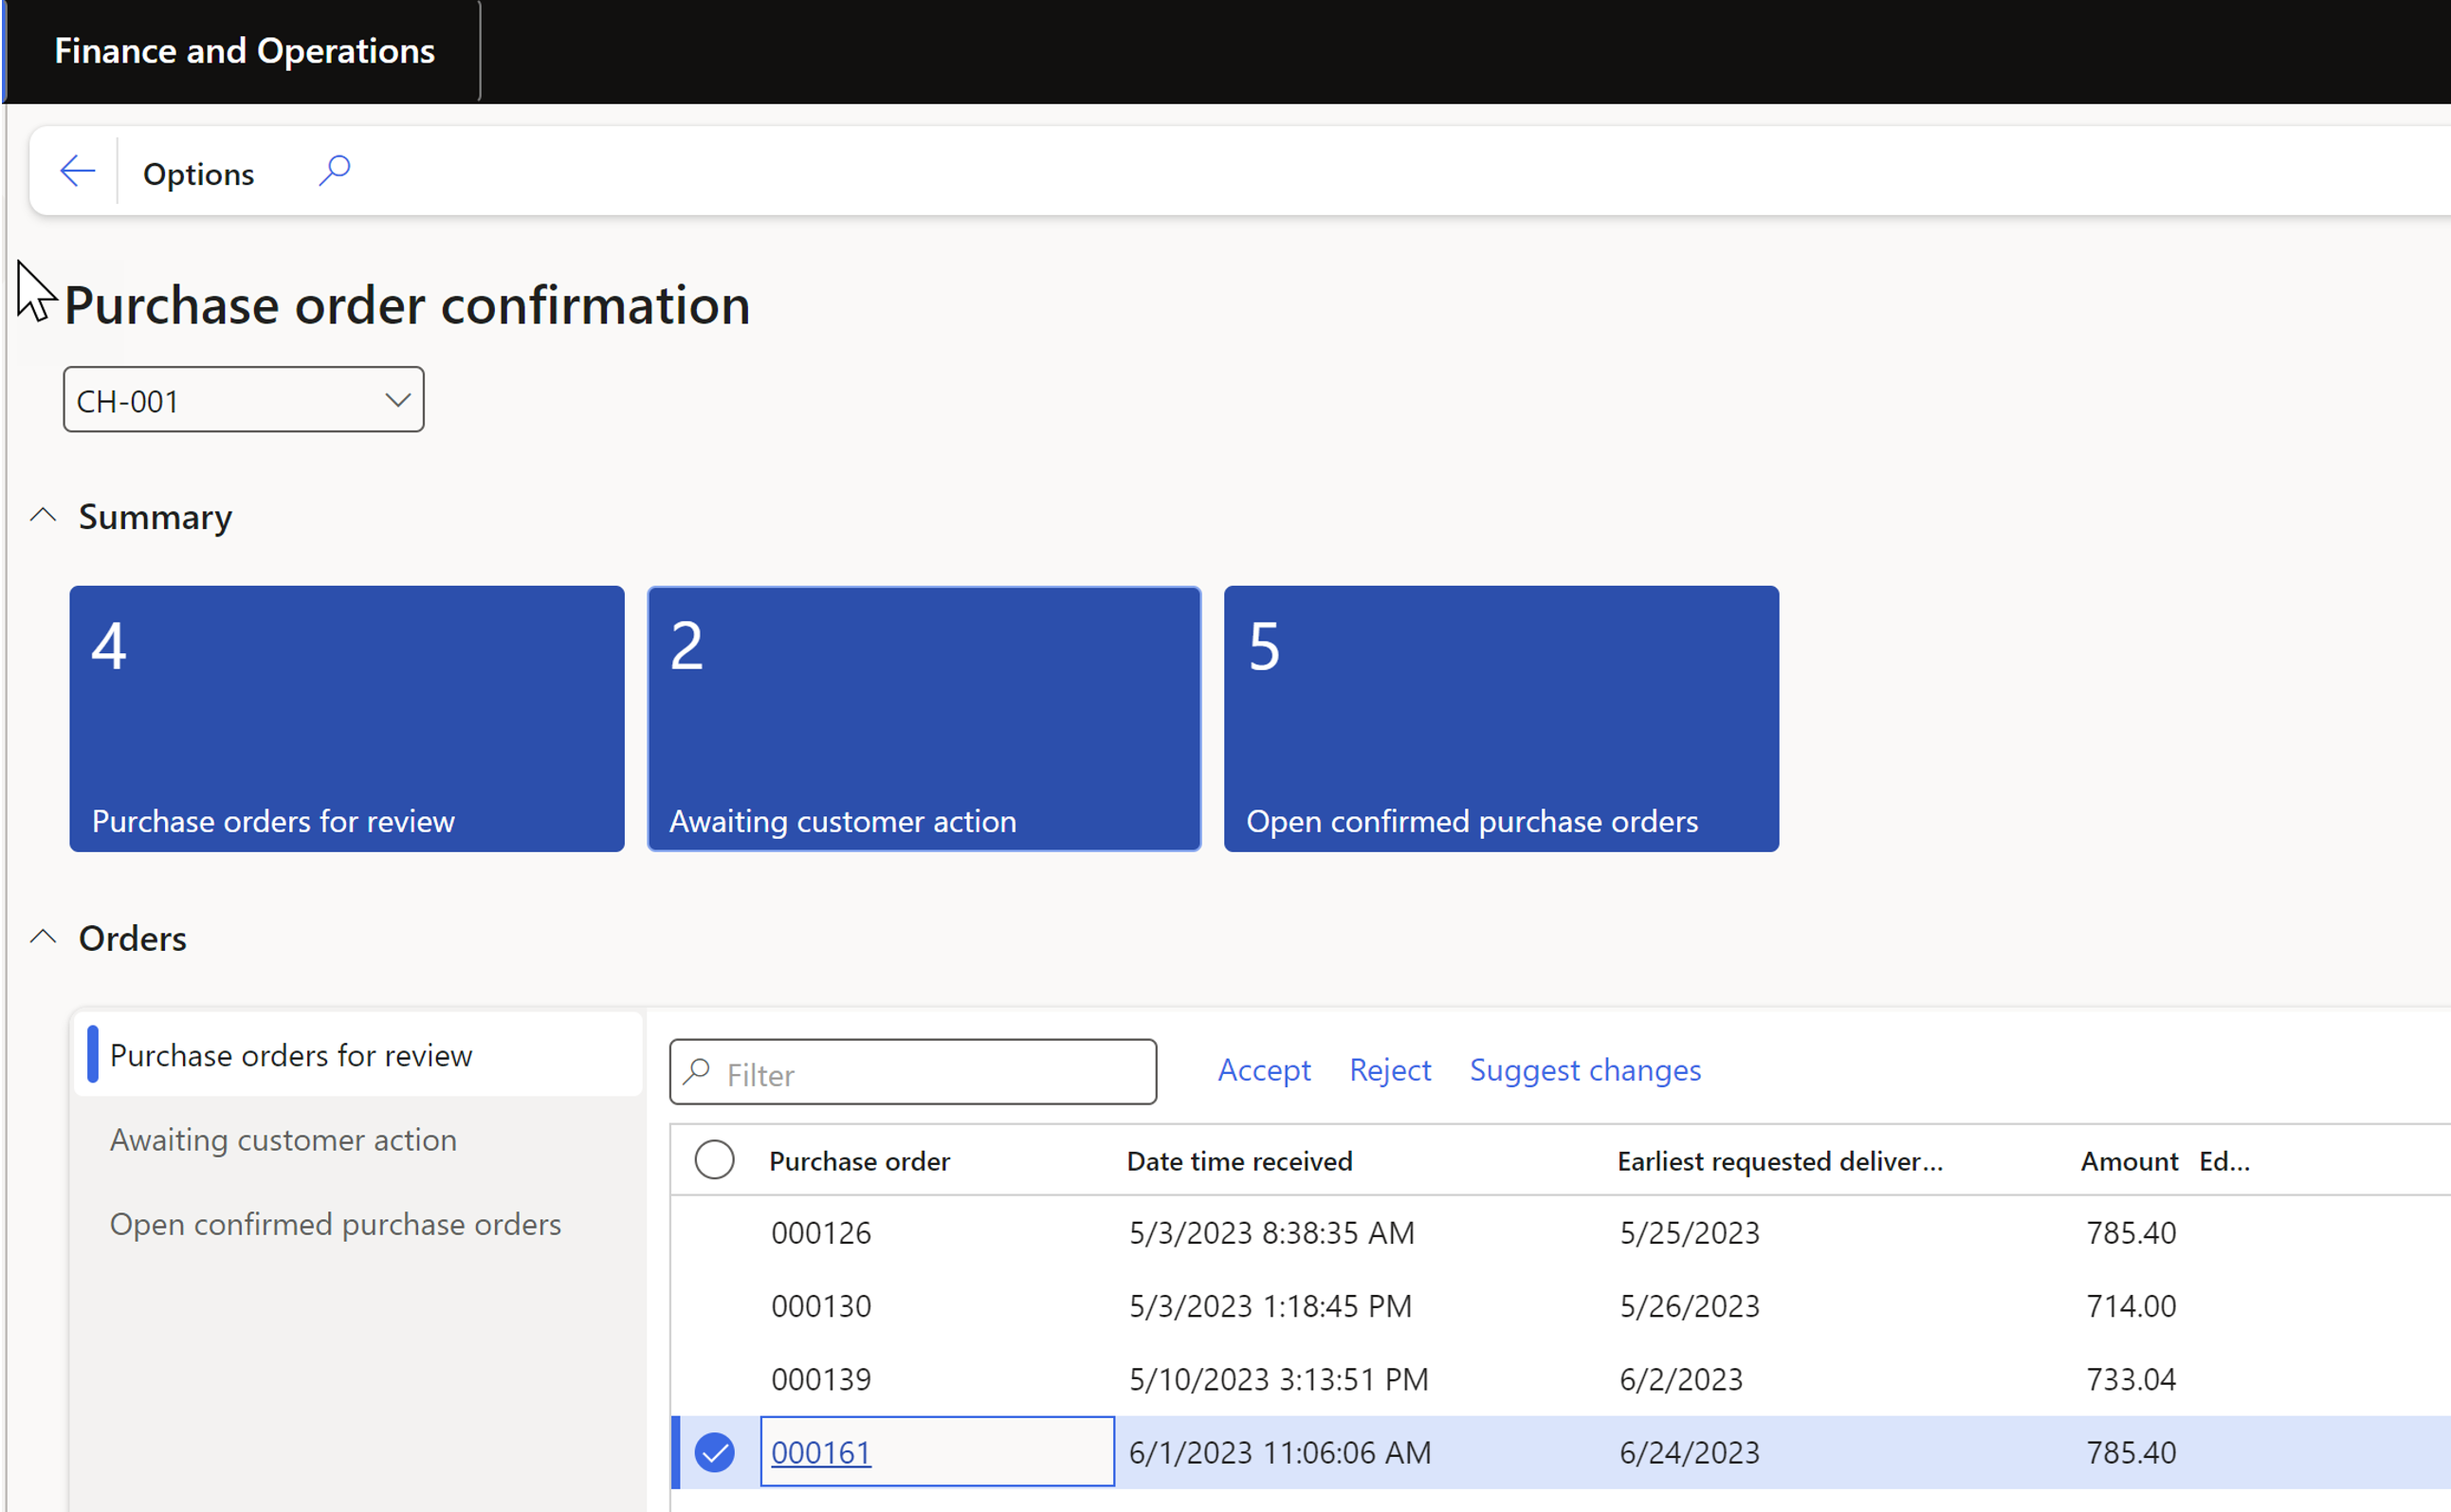 Finance and Operations
Options
Purchase order confirmation
CH-001
Summary
4
Purchase orders for review
2
Awaiting customer action
5
Open confirmed purchase orders
Orders
Purchase orders for review
Awaiting customer action
Open confirmed purchase orders
Filter Accept Reject Suggest changes
Purchase order Date time received Earliest requested deliver... Amount Ed...
000126 5/3/2023 8:38:35 AM 5/25/2023 785.40
000130 5/3/2023 1:18:45 PM 5/26/2023 714.00
000139 5/10/2023 3:13:51 PM 6/2/2023 733.04
000161 6/1/2023 11:06:06 AM 6/24/2023 785.40